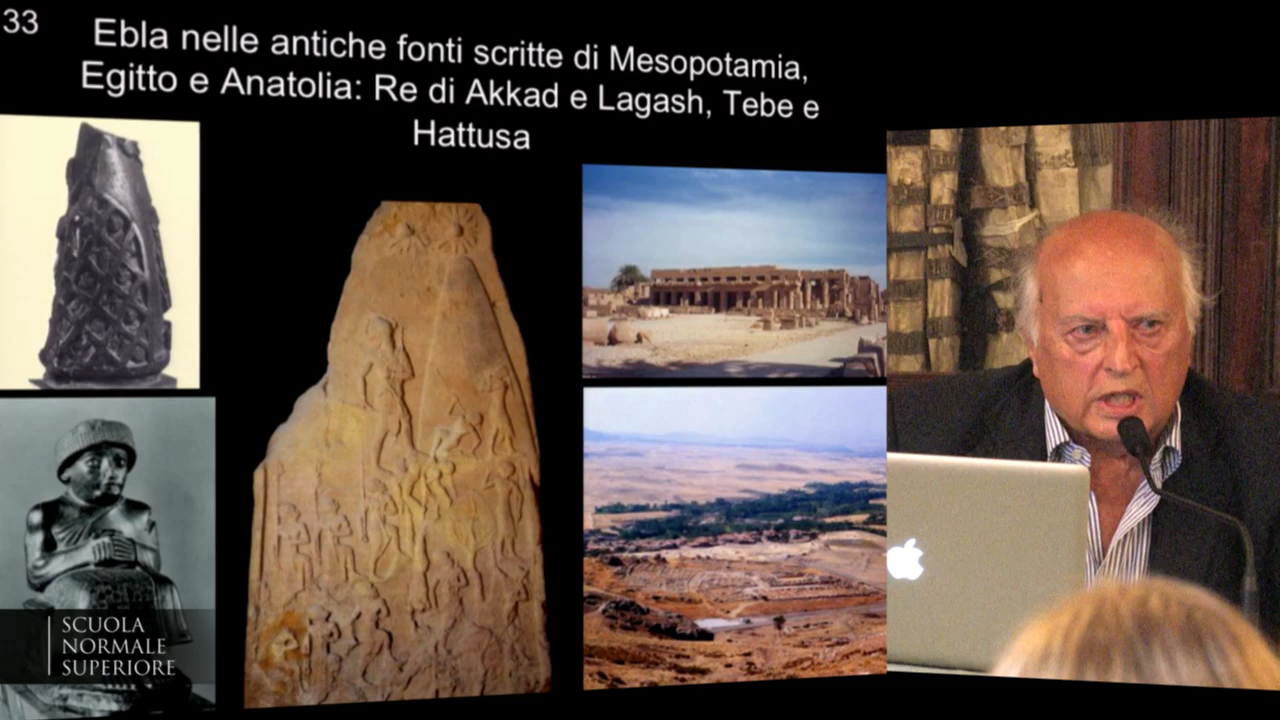 33
Ebla nelle antiche fonti scritte di Mesopotamia,
Egitto e Anatolia: Re di Akkad e Lagash, Tebe e
Hattusa
SCUOLA
NORMALE
SUPERIORE